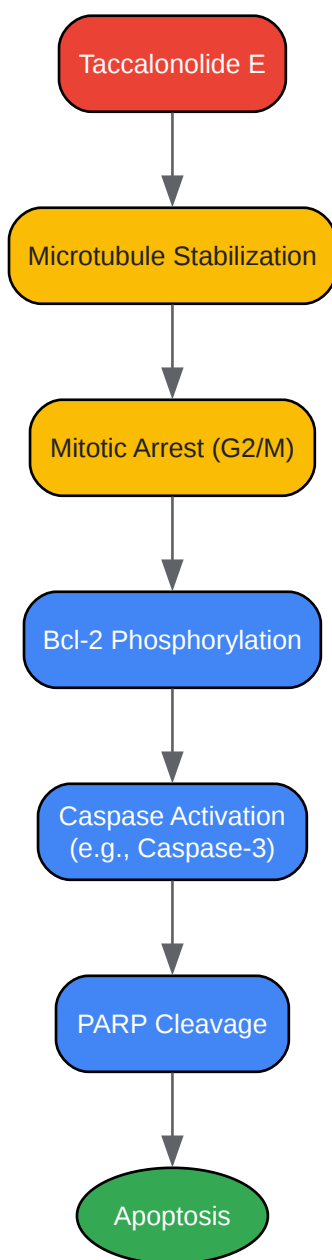 Taccalonolide E
Microtubule Stabilization
Mitotic Arrest (G2/M)
Bcl-2 Phosphorylation
Caspase Activation
(e.g., Caspase-3)
PARP Cleavage
Apoptosis